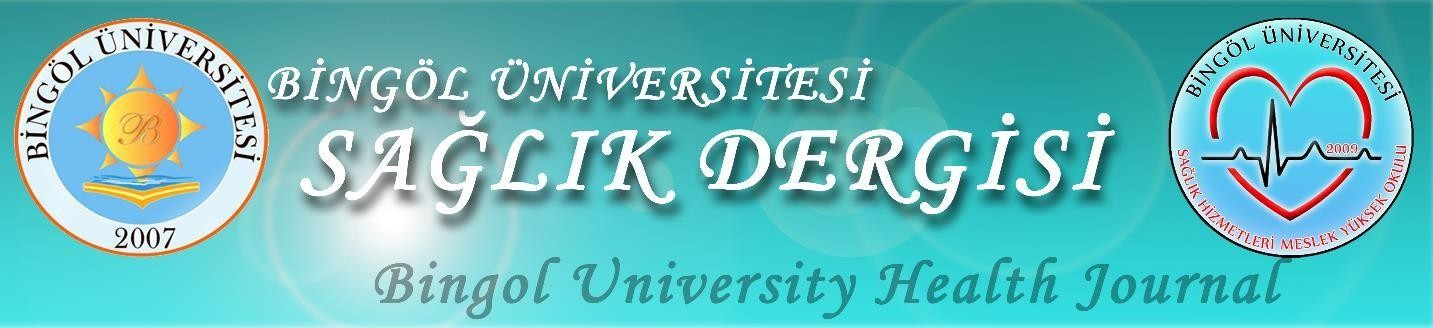 BİNGÖL ÜNİVERSİTESİ
B
2007
BİNGÖL ÜNİVERSİTESİ
SAĞLIK DERGİSİ
Bingol University Health Journal
BİNGÖL ÜNİVERSİTESİ
2009
SAĞLIK HİZMETLERİ MESLEK YÜKSEK OKULU